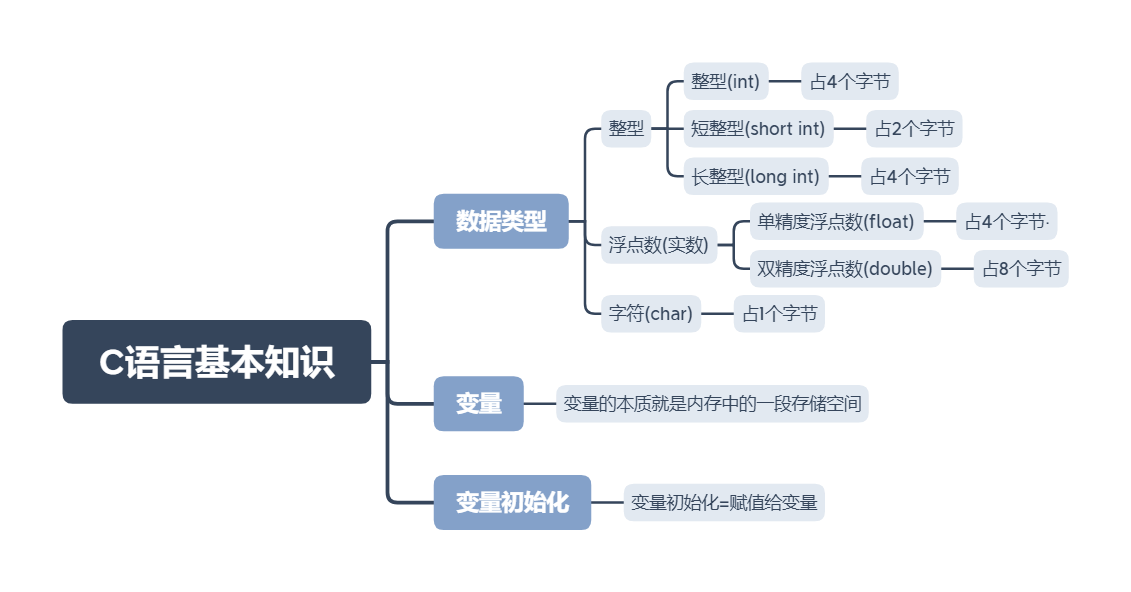 C语言基本知识
数据类型
整型
整型(int)
占4个字节
短整型(short int)
占2个字节
长整型(long int)
占4个字节
浮点数(实数)
单精度浮点数(float)
占4个字节·
双精度浮点数(double)
占8个字节
字符(char)
占1个字节
变量
变量的本质就是内存中的一段存储空间
变量初始化
变量初始化=赋值给变量